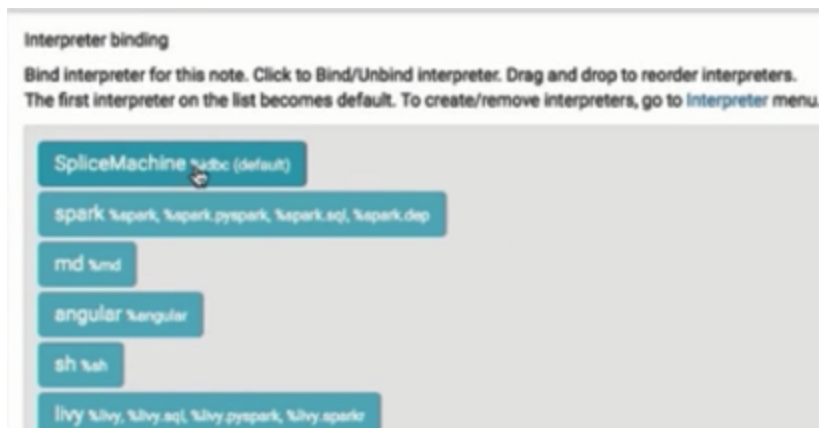 Interpreter binding
Bind interpreter for this note. Click to Bind/Unbind interpreter. Drag and drop to reorder interpreters.
The first interpreter on the list becomes default. To create/remove interpreters, go to Interpreter menu.
SpliceMachine %jdbc (default)
spark %spark, %spark.pyspark, %spark.sql, %spark.dep
md %md
angular %angular
sh %sh
livy %livy, %livy.sql, %livy.pyspark, %livy.sparkr